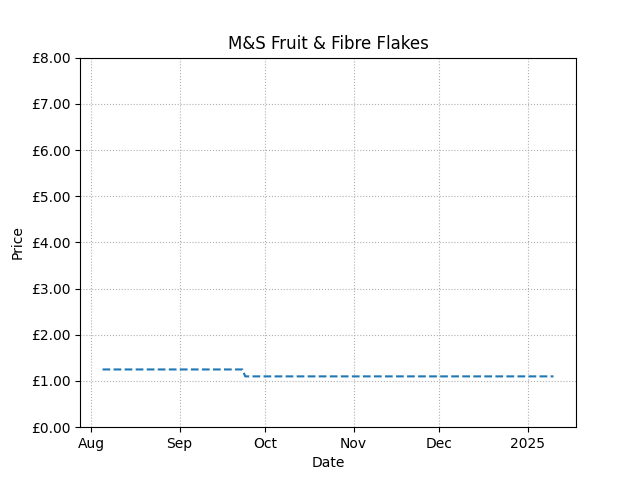 M&S Fruit & Fibre Flakes
£8.00
£7.00
£6.00
£5.00
£4.00
£3.00
£2.00
£1.00
£0.00
Price
Aug Sep Oct Nov Dec 2025
Date